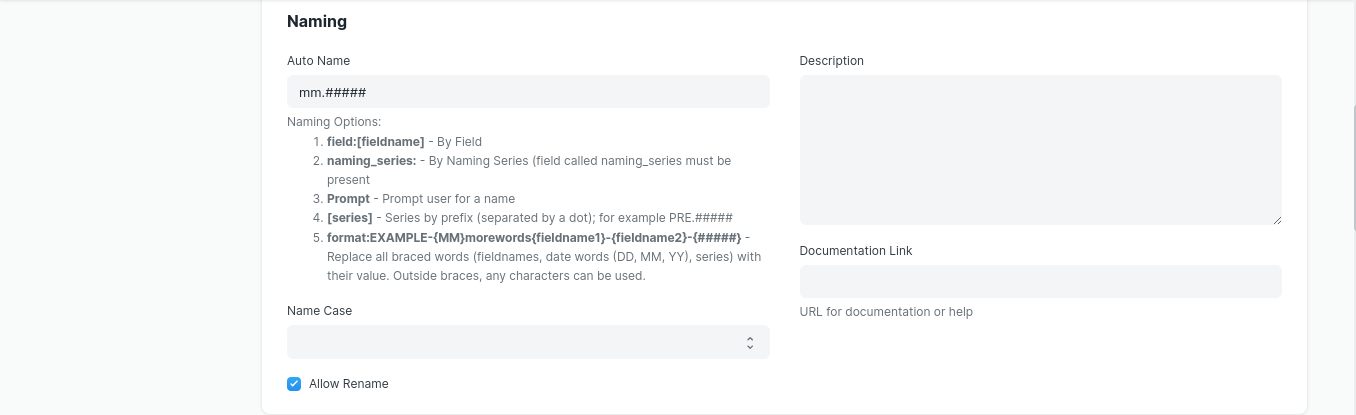 Naming
Auto Name
mm.#####
Naming Options:
1. field:[fieldname] - By Field
2. naming_series: - By Naming Series (field called naming_series must be
present
3. Prompt - Prompt user for a name
4. [series] - Series by prefix (separated by a dot); for example PRE.#####
5. format:EXAMPLE-{MM}morewords{fieldname1}-{fieldname2}-{#####} -
Replace all braced words (fieldnames, date words (DD, MM, YY), series) with
their value. Outside braces, any characters can be used.
Name Case
Allow Rename
Description
Documentation Link
URL for documentation or help